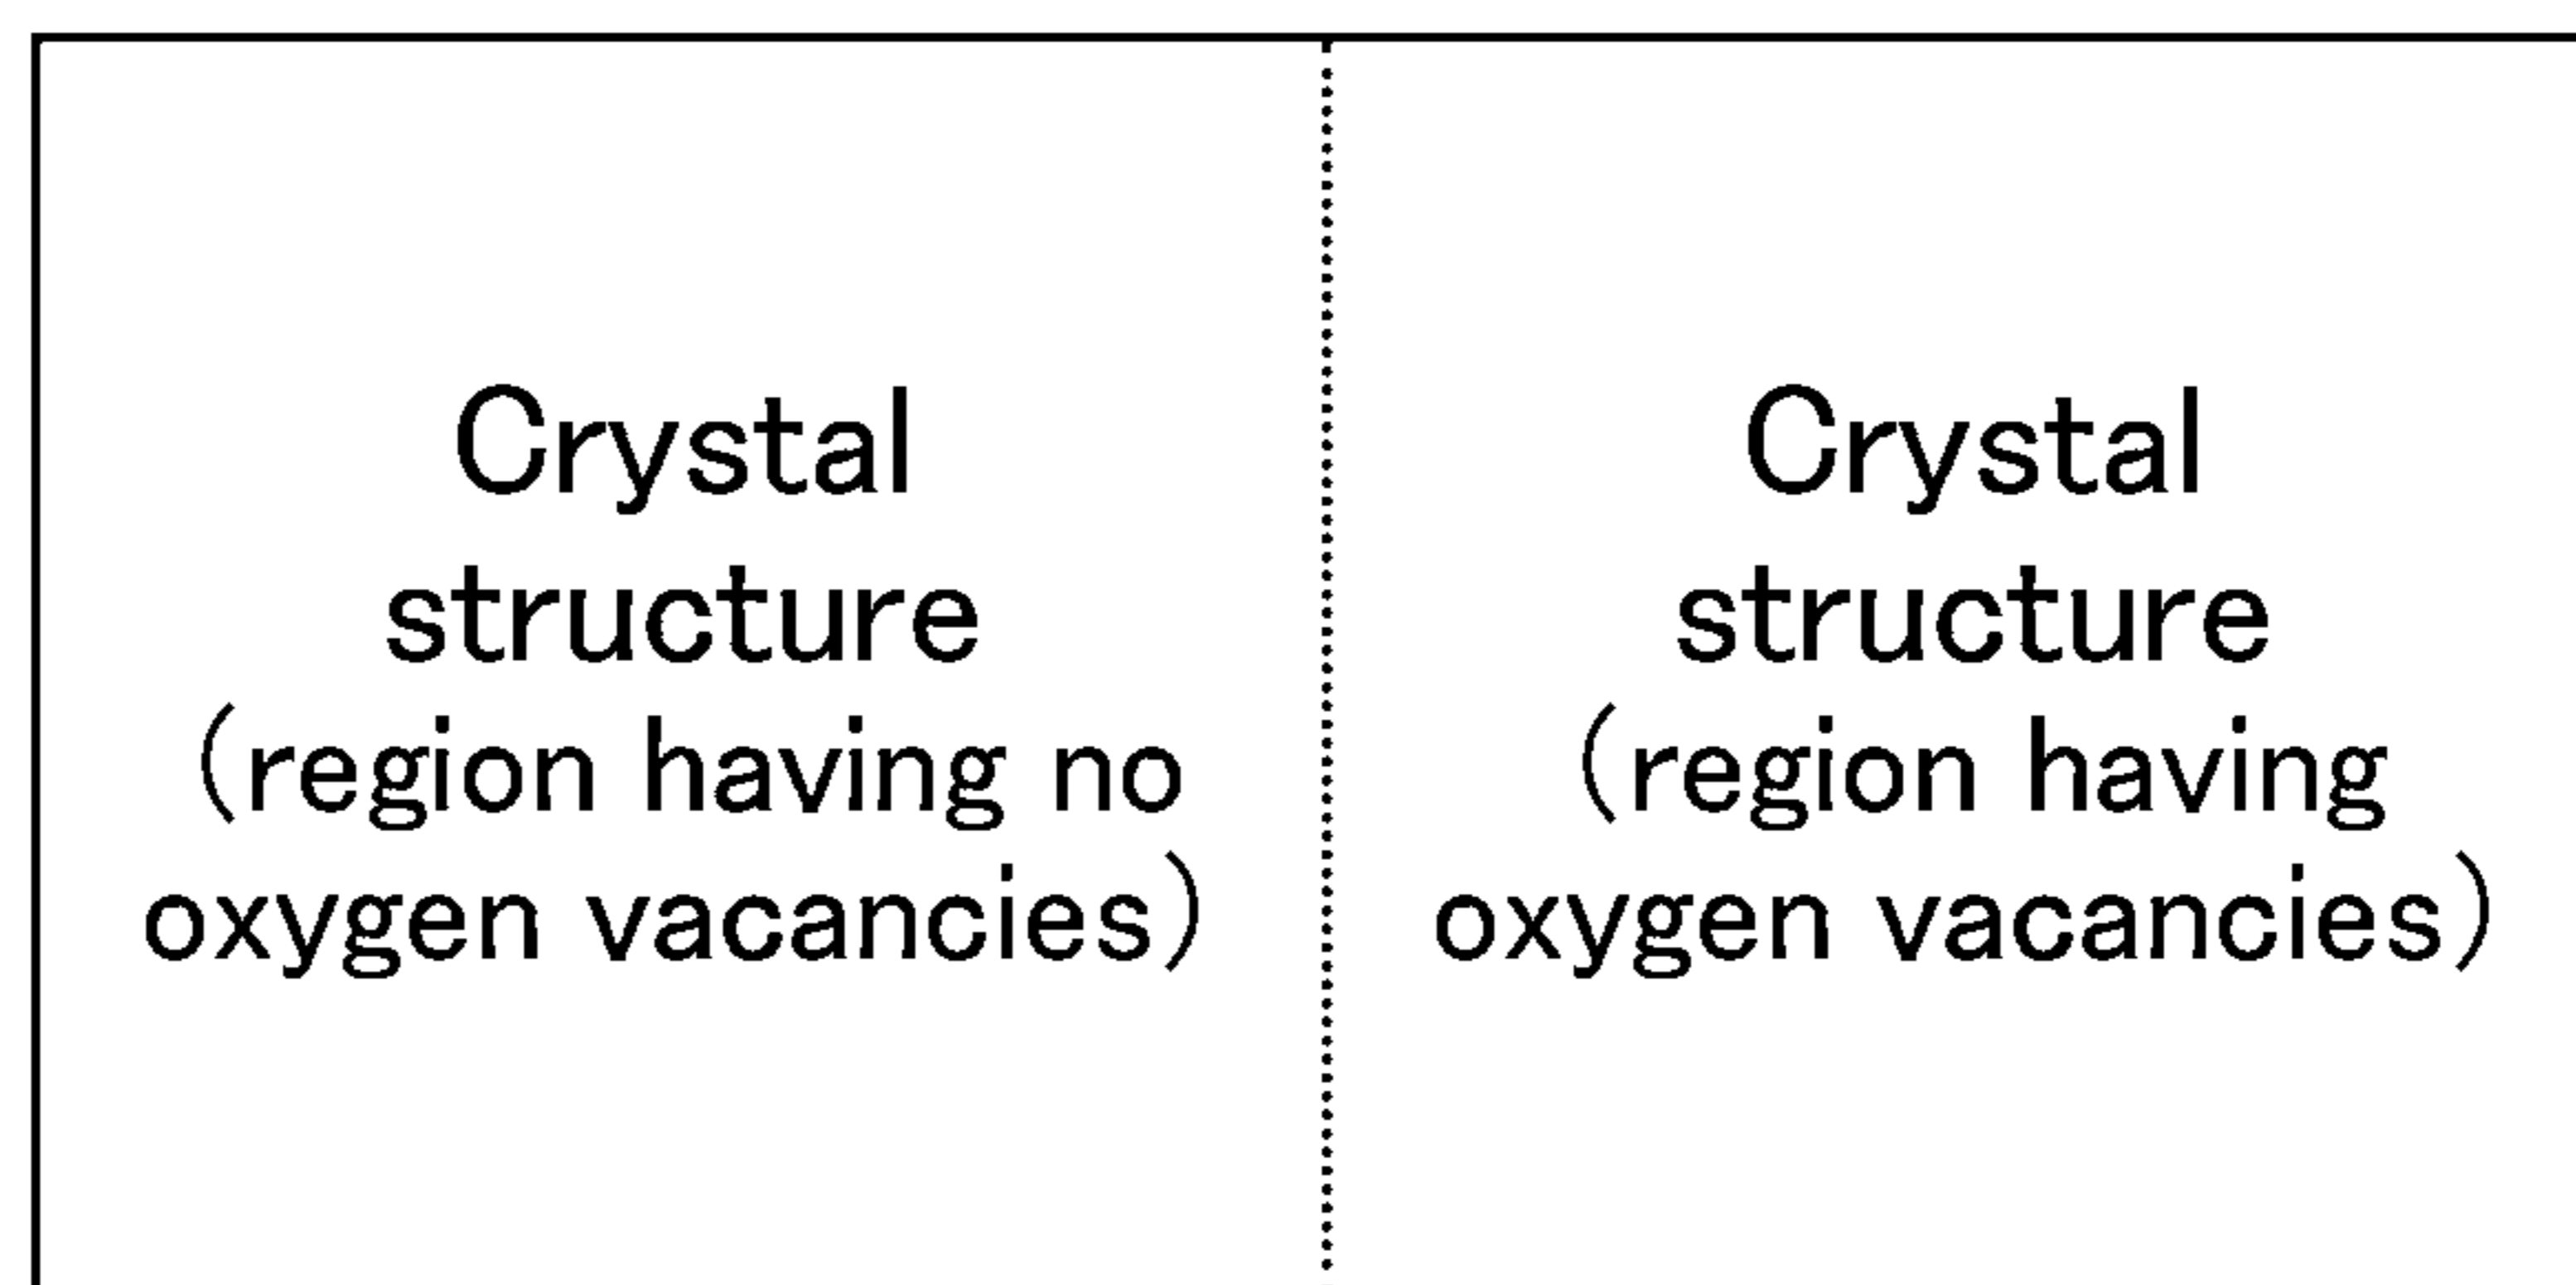 Crystal
structure
(region having no
oxygen vacancies)
Crystal
structure
(region having
oxygen vacancies)